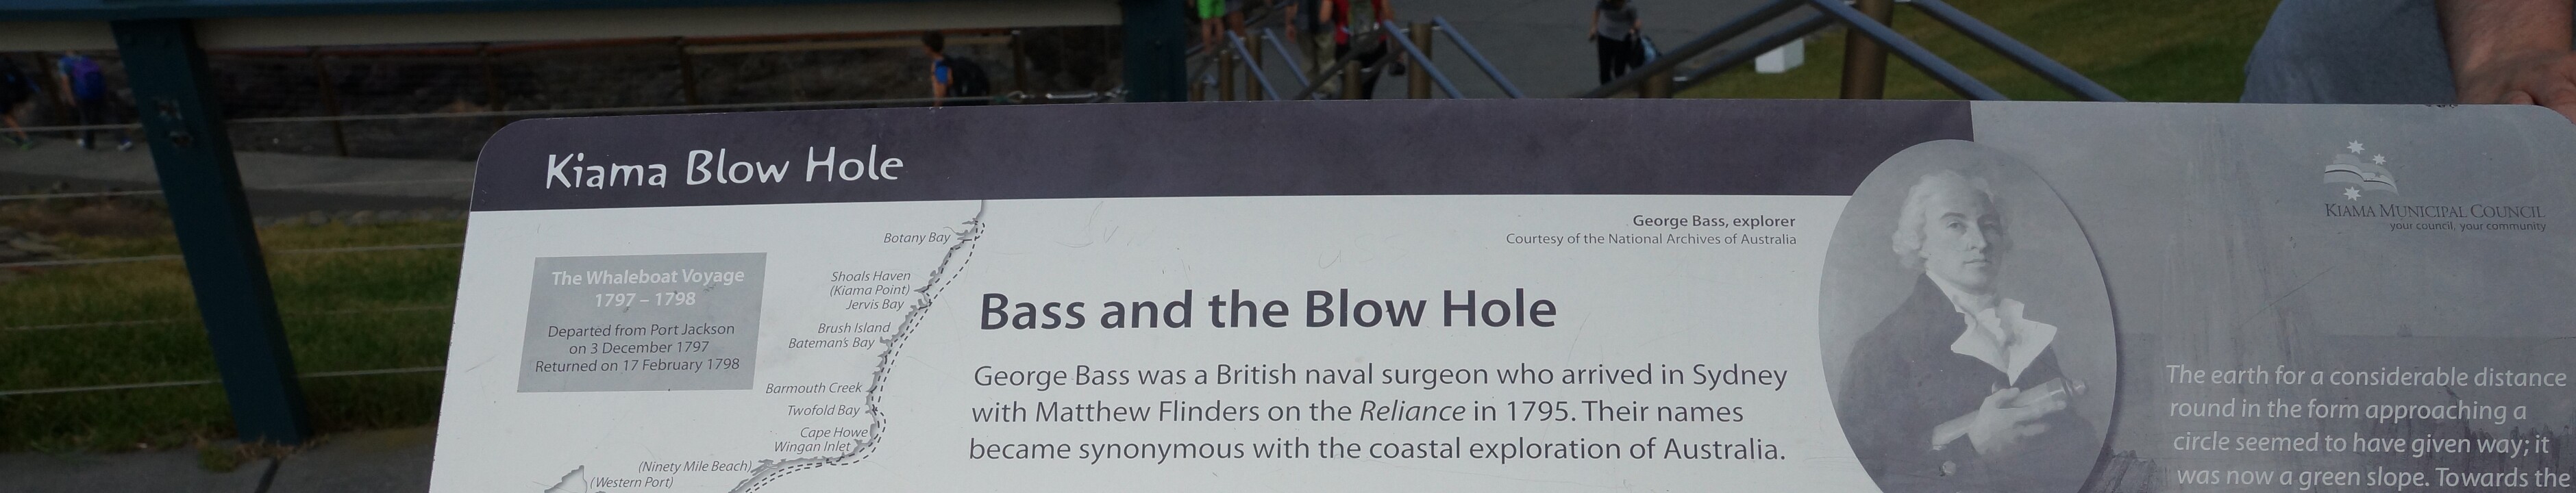 Kiama Blow Hole
KIAMA MUNICIPAL COUNCIL
your council, your community
George Bass, explorer
Courtesy of the National Archives of Australia
The Whaleboat Voyage
1797 – 1798
Departed from Port Jackson
on 3 December 1797
Returned on 17 February 1798
Botany Bay
Shoals Haven
(Kiama Point)
Jervis Bay
Brush Island
Bateman's Bay
Barmouth Creek
Twofold Bay
Cape Howe
Wingan Inlet
(Ninety Mile Beach)
(Western Port)
Bass and the Blow Hole
George Bass was a British naval surgeon who arrived in Sydney
with Matthew Flinders on the Reliance in 1795. Their names
became synonymous with the coastal exploration of Australia.
The earth for a considerable distance
round in the form approaching a
circle seemed to have given way; it
was now a green slope. Towards the